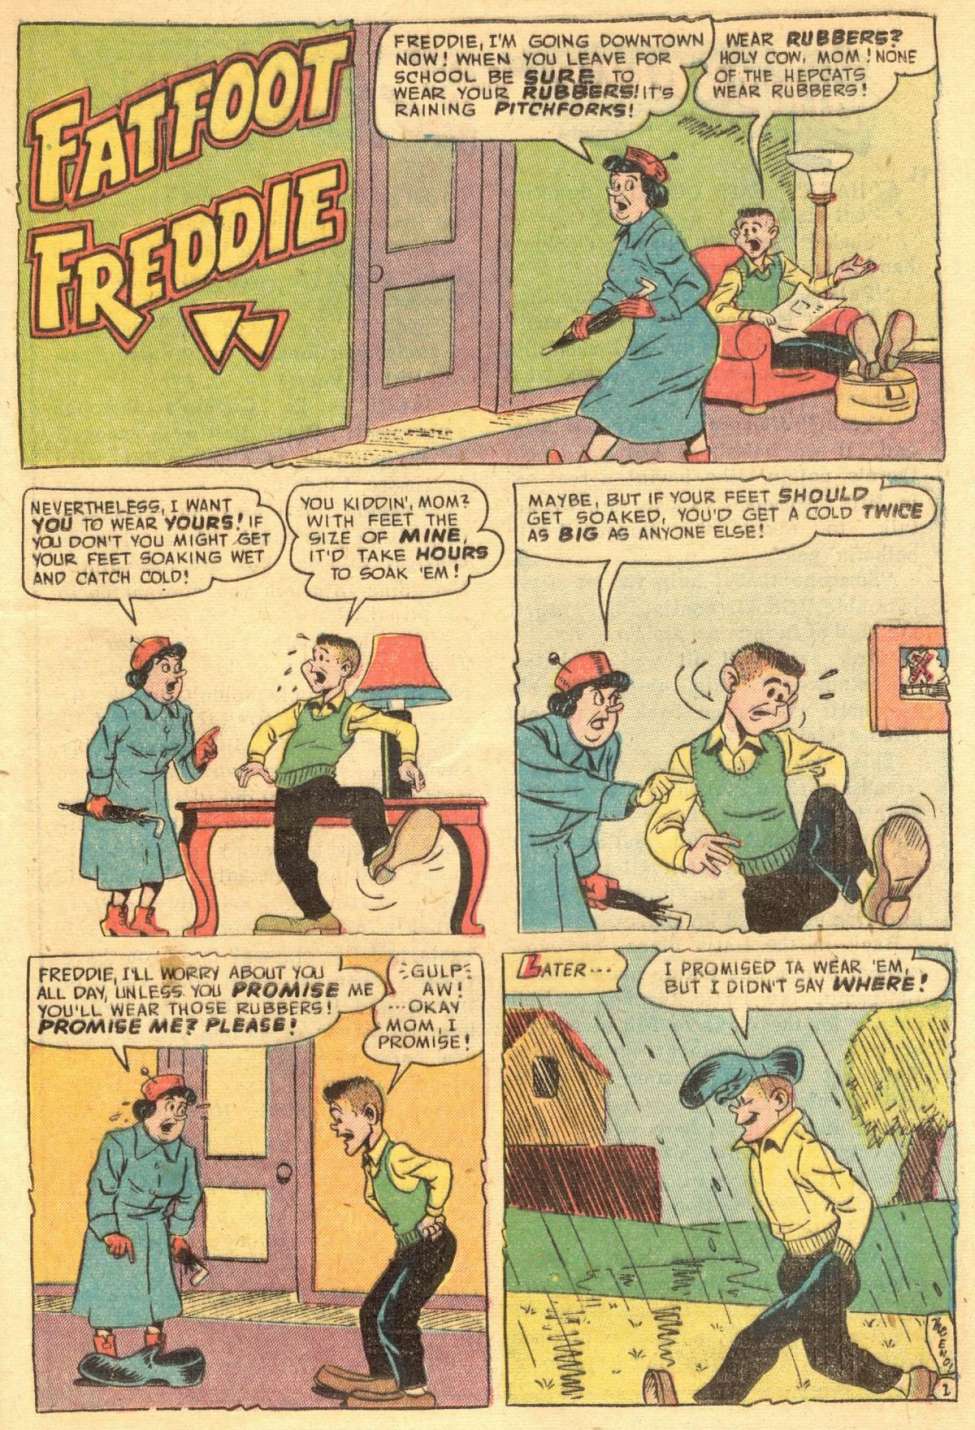 FATFOOT
FREDDIE
FREDDIE, I'M GOING DOWNTOWN
NOW! WHEN YOU LEAVE FOR
SCHOOL BE SURE TO
WEAR YOUR RUBBERS! IT'S
RAINING PITCHFORKS!
WEAR RUBBERS?
HOLY COW, MOM! NONE
OF THE HEPCATS
WEAR RUBBERS!
NEVERTHELESS, I WANT
YOU TO WEAR YOURS! IF
YOU DON'T YOU MIGHT GET
YOUR FEET SOAKING WET
AND CATCH COLD!
YOU KIDDIN', MOM?
WITH FEET THE
SIZE OF MINE,
IT'D TAKE HOURS
TO SOAK 'EM!
MAYBE, BUT IF YOUR FEET SHOULD
GET SOAKED, YOU'D GET A COLD TWICE
AS BIG AS ANYONE ELSE!
FREDDIE, I'LL WORRY ABOUT YOU
ALL DAY, UNLESS YOU PROMISE ME
YOU'LL WEAR THOSE RUBBERS!
PROMISE ME? PLEASE!
GULP
AW!
...OKAY
MOM, I
PROMISE!
LATER...
I PROMISED TA WEAR 'EM,
BUT I DIDN'T SAY WHERE!